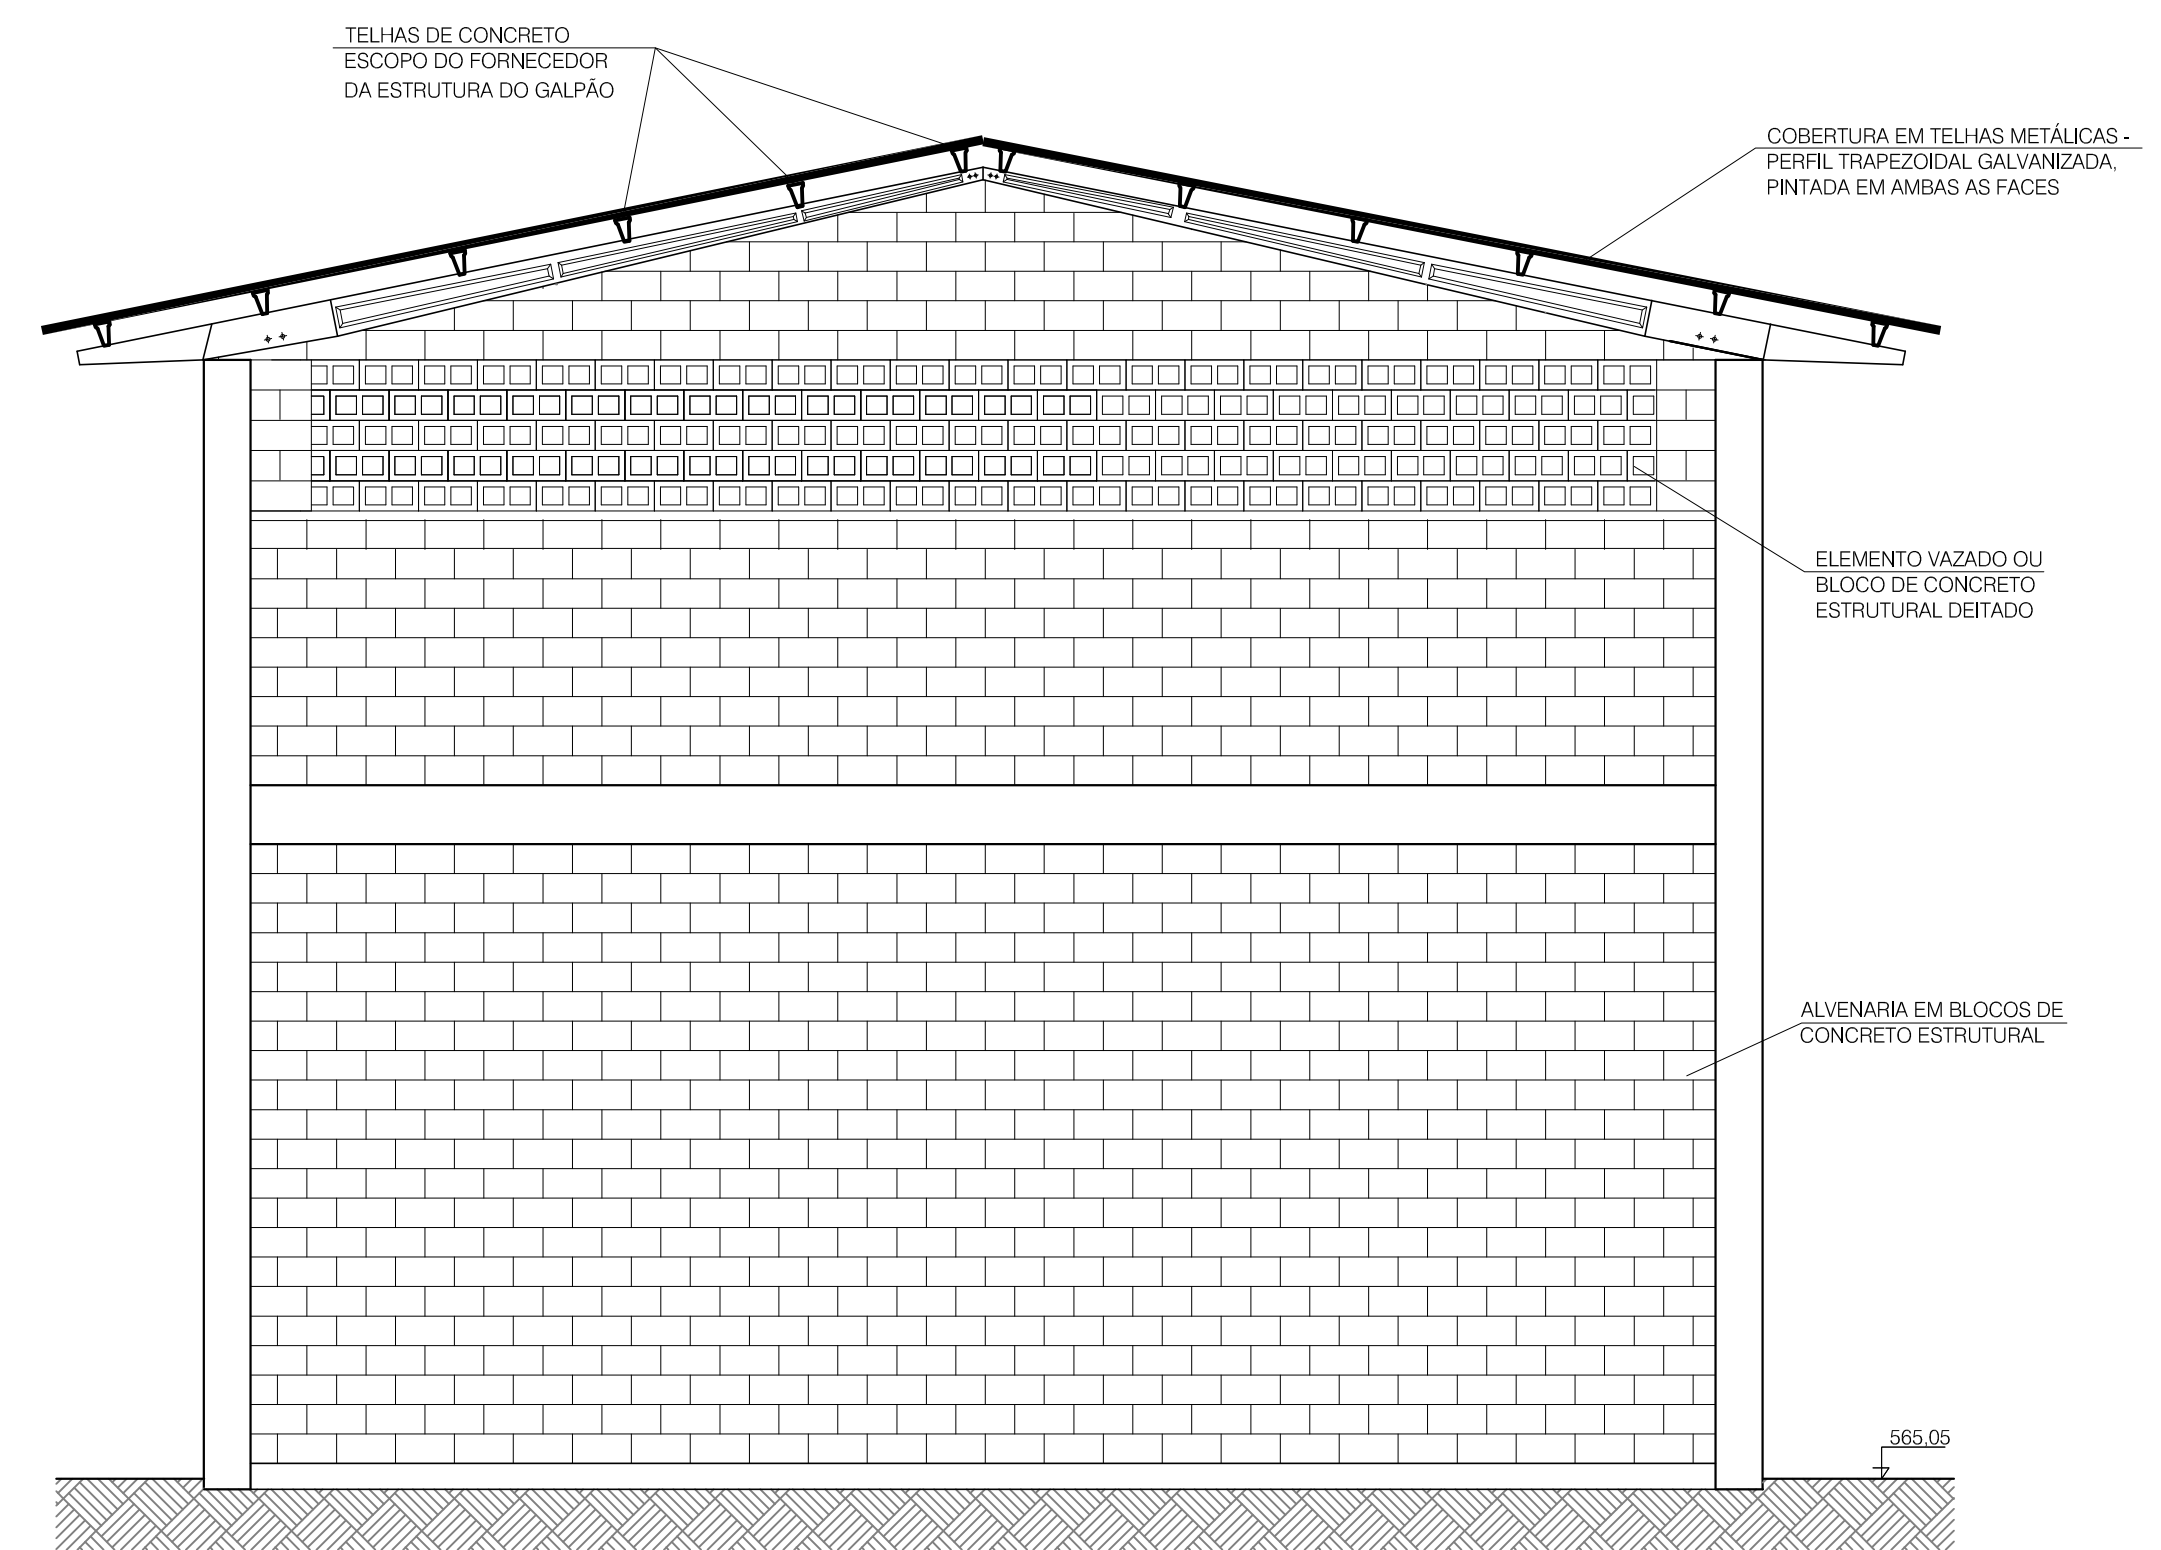 TELHAS DE CONCRETO
ESCOPO DO FORNECEDOR
DA ESTRUTURA DO GALPÃO
COBERTURA EM TELHAS METÁLICAS -
PERFIL TRAPEZOIDAL GALVANIZADA,
PINTADA EM AMBAS AS FACES
ELEMENTO VAZADO OU
BLOCO DE CONCRETO
ESTRUTURAL DEITADO
ALVENARIA EM BLOCOS DE
CONCRETO ESTRUTURAL
565,05